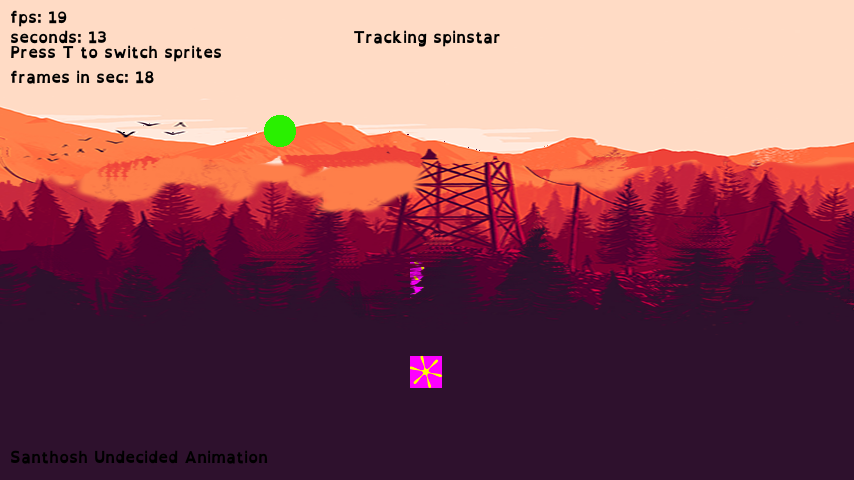 fps: 19
seconds: 13
Tracking spinstar
Press T to switch sprites
frames in sec: 18
Santhosh Undecided Animation